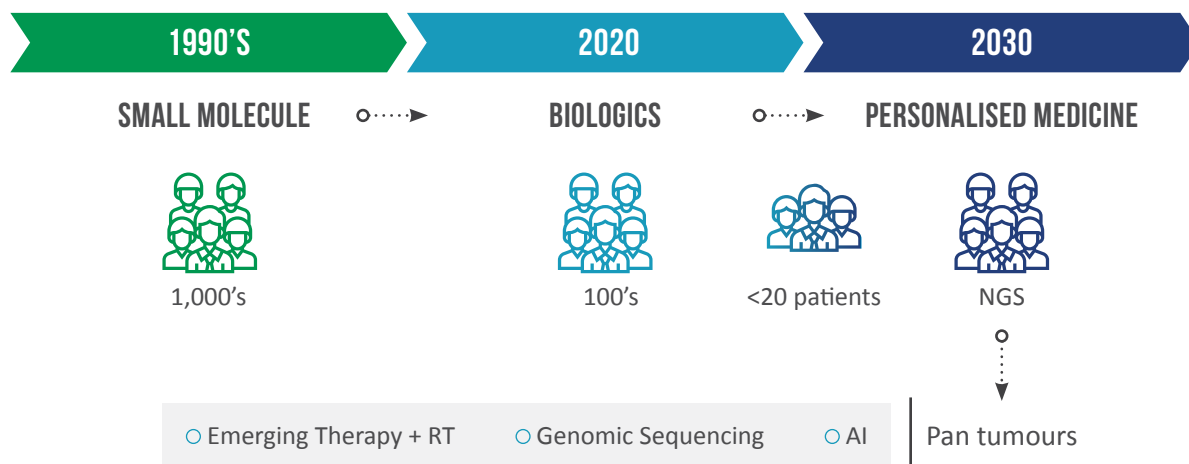 1990'S 2020 2030
SMALL MOLECULE BIOLOGICS PERSONALISED MEDICINE
1,000's 100's <20 patients NGS
Emerging Therapy + RT Genomic Sequencing AI Pan tumours